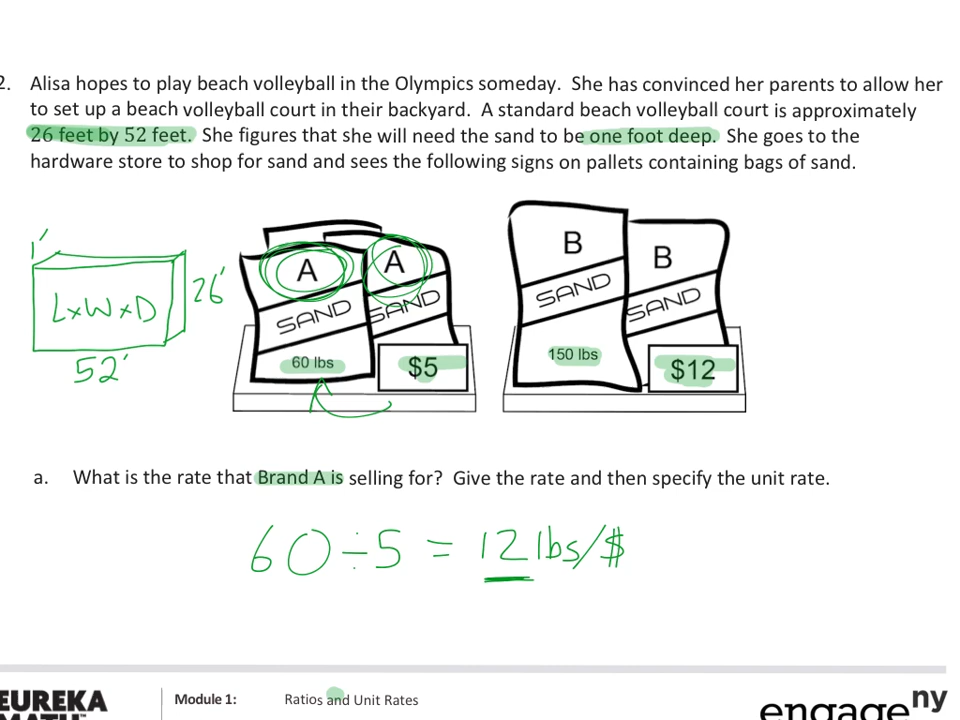 2. Alisa hopes to play beach volleyball in the Olympics someday. She has convinced her parents to allow her
to set up a beach volleyball court in their backyard. A standard beach volleyball court is approximately
26 feet by 52 feet. She figures that she will need the sand to be one foot deep. She goes to the
hardware store to shop for sand and sees the following signs on pallets containing bags of sand.
1'
L×W×D
26'
52'
A
A
SAND
SAND
60 lbs
$5
B
B
SAND
SAND
150 lbs
$12
a. What is the rate that Brand A is selling for? Give the rate and then specify the unit rate.
60÷5 = 12 lbs/$
EUREKA
MATH™
Module 1:
Ratios and Unit Rates
engageny